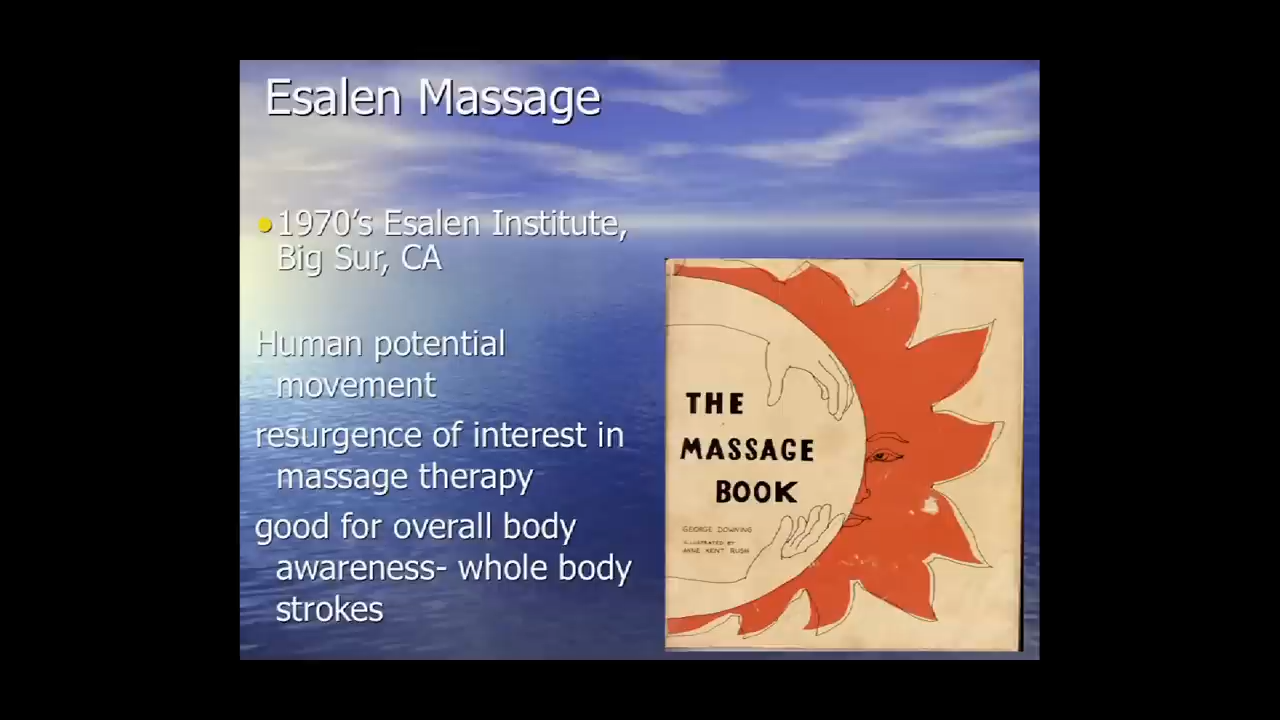 Esalen Massage
•1970's Esalen Institute,
Big Sur, CA
Human potential
movement
resurgence of interest in
massage therapy
good for overall body
awareness- whole body
strokes
THE
MASSAGE
BOOK
GEORGE DOWNING
ILLUSTRATED BY
ANNE KENT RUSH